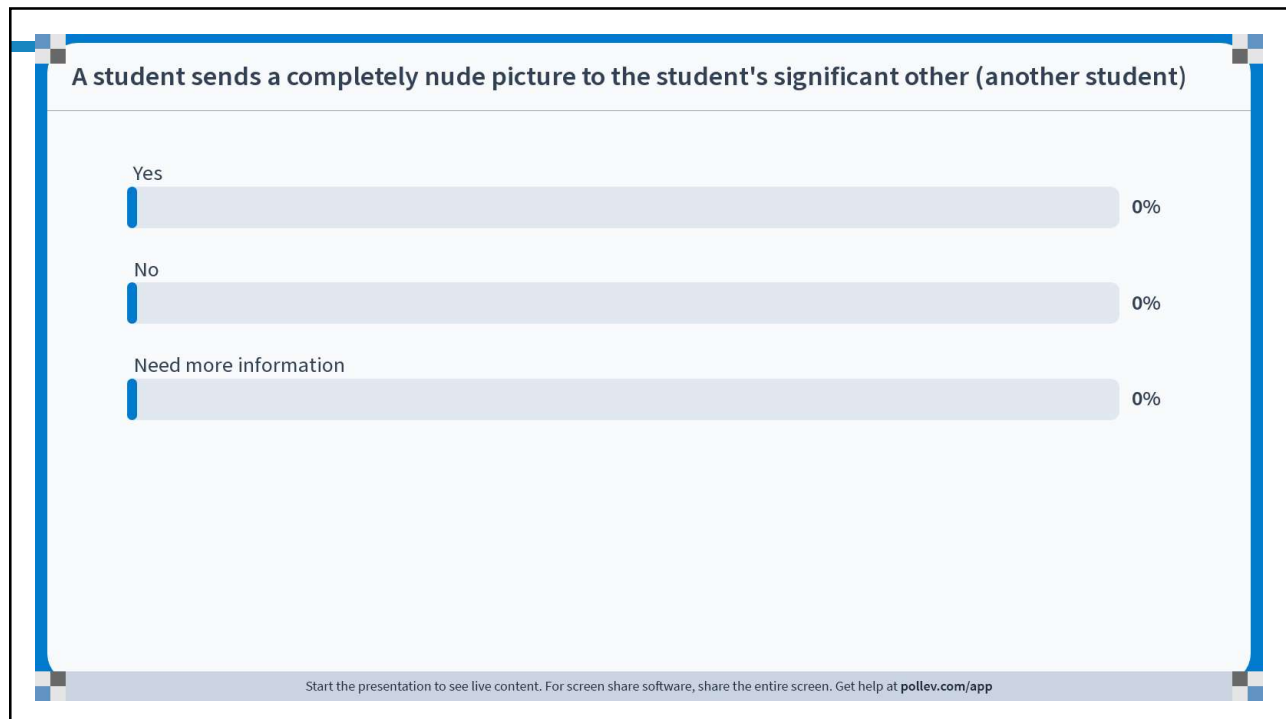 A student sends a completely nude picture to the student's significant other (another student)
Yes
0%
No
0%
Need more information
0%
Start the presentation to see live content. For screen share software, share the entire screen. Get help at pollev.com/app